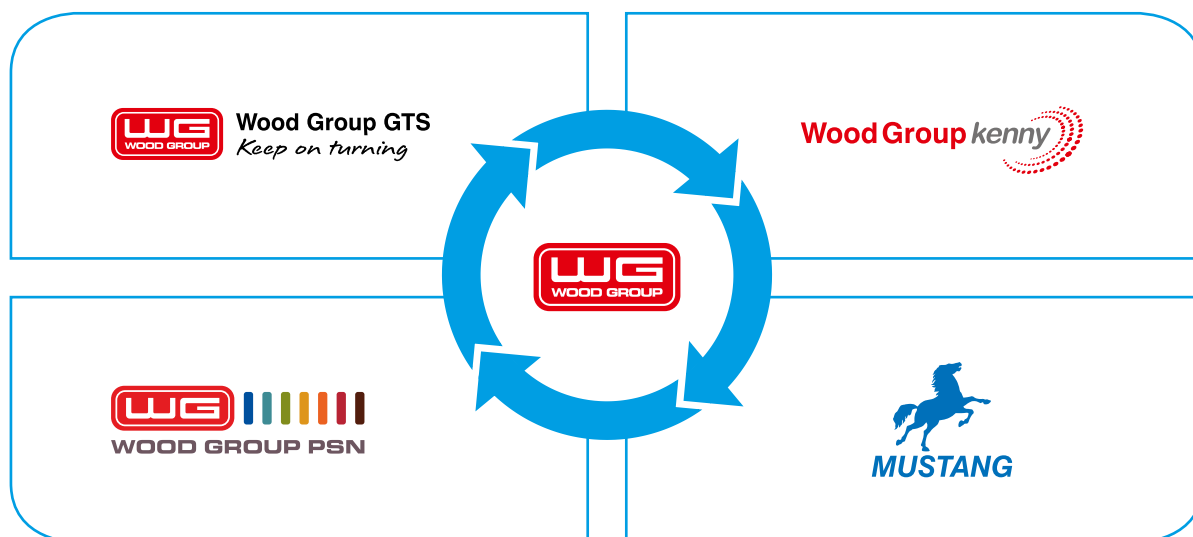 WG
WOOD GROUP
Wood Group GTS
Keep on turning
Wood Group kenny
WG
WOOD GROUP
WG
WOOD GROUP PSN
MUSTANG